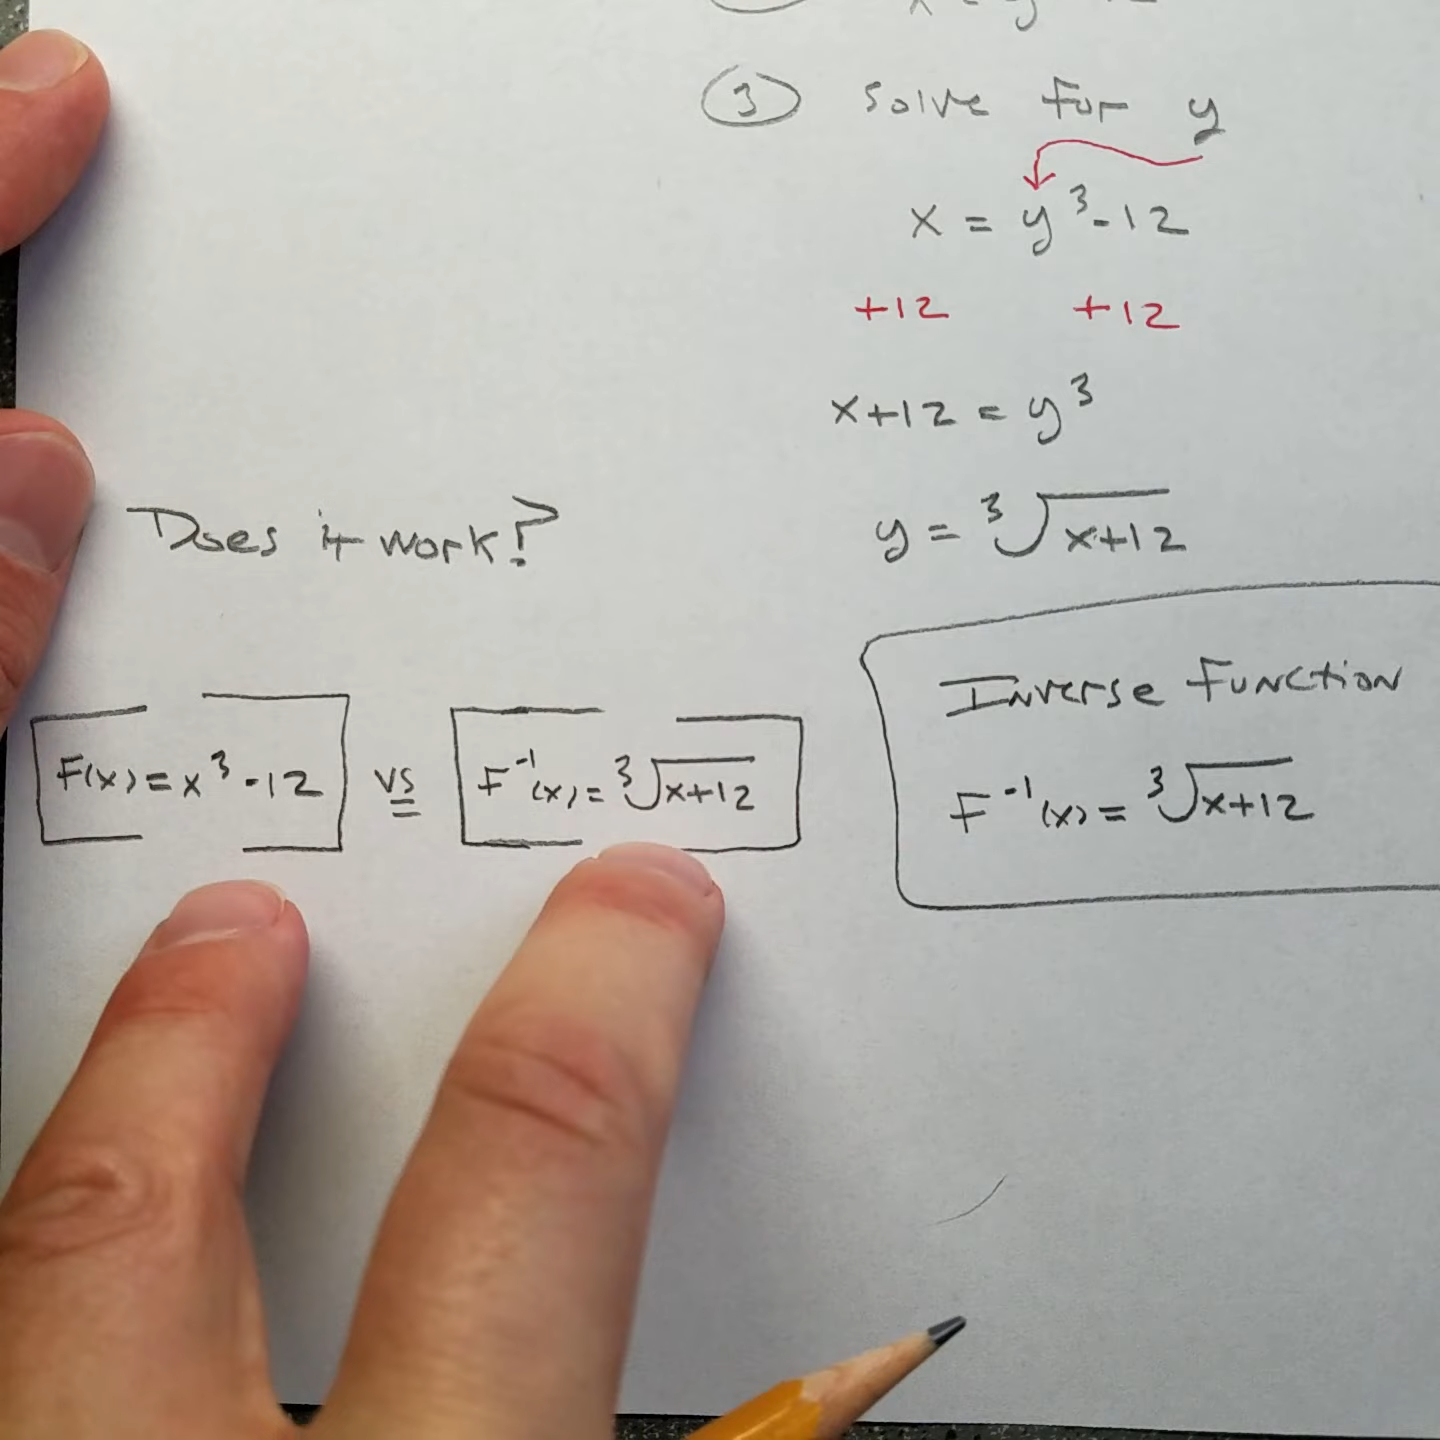 ③ Solve for y
x = y³ - 12
+12 +12
x+12 = y³
y = ∛(x+12)
Does it work?
F(x) = x³ - 12 vs F⁻¹(x) = ∛(x+12)
Inverse Function
F⁻¹(x) = ∛(x+12)